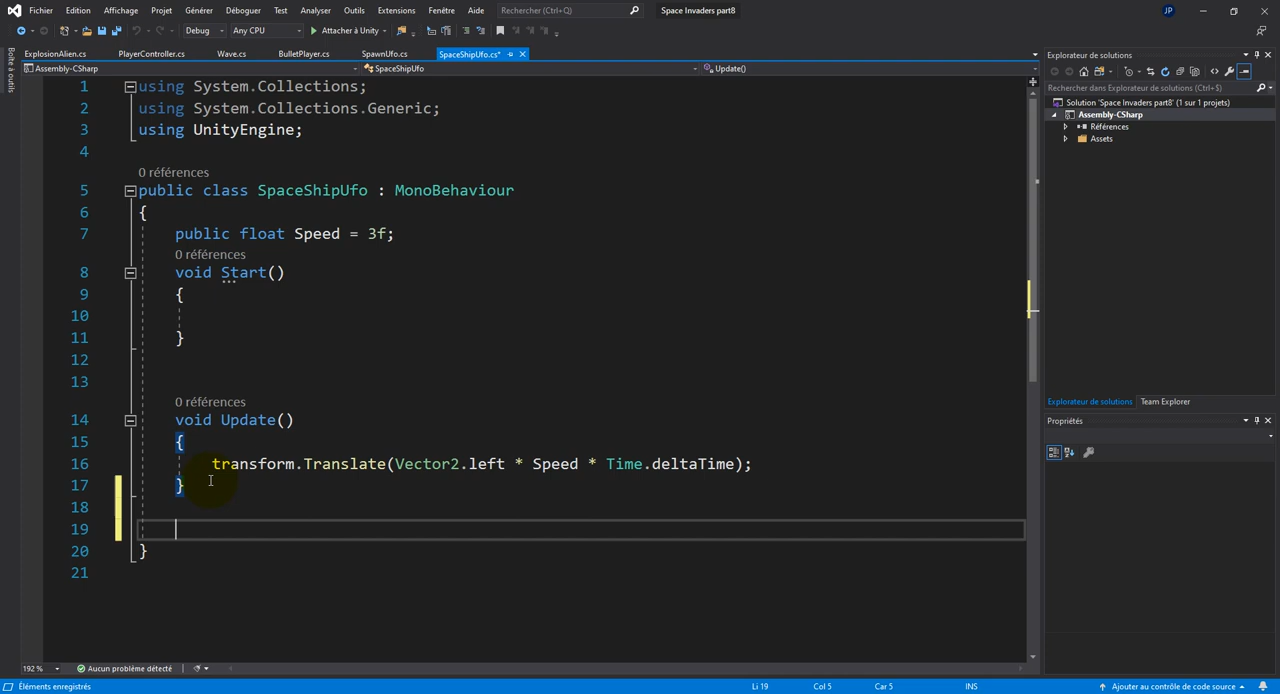 Fichier Edition Affichage Projet Générer Déboguer Test Analyser Outils Extensions Fenêtre Aide Rechercher (Ctrl+Q) Space Invaders part8 JP
Debug Any CPU Attacher à Unity
Boîte à outils
ExplosionAlien.cs PlayerController.cs Wave.cs BulletPlayer.cs SpawnUfo.cs SpaceShipUfo.cs*
Assembly-CSharp SpaceShipUfo Update()
1 using System.Collections;
2 using System.Collections.Generic;
3 using UnityEngine;
4
0 références
5 public class SpaceShipUfo : MonoBehaviour
6 {
7 public float Speed = 3f;
0 références
8 void Start()
9 {
10
11 }
12
13
0 références
14 void Update()
15 {
16 transform.Translate(Vector2.left * Speed * Time.deltaTime);
17 }
18
19
20 }
21
192 % Aucun problème détecté
Explorateur de solutions
Rechercher dans Explorateur de solutions (Ctrl+$)
Solution 'Space Invaders part8' (1 sur 1 projets)
Assembly-CSharp
Références
Assets
Explorateur de solutions Team Explorer
Propriétés
Éléments enregistrés Li 19 Col 5 Car 5 INS Ajouter au contrôle de code source